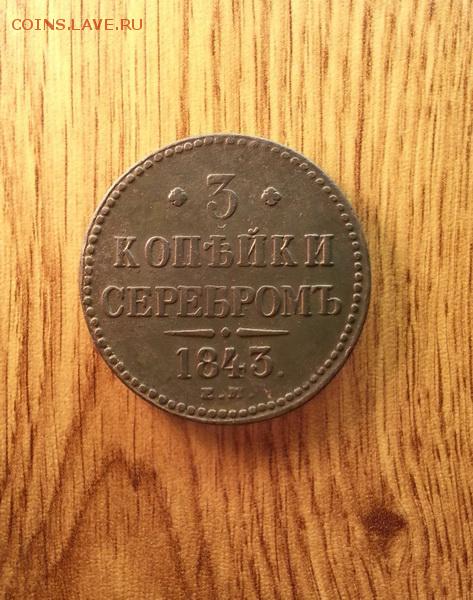 COINS.LAVE.RU
3
КОПѢЙКИ
СЕРЕБРОМЪ
1843.
Е.М.